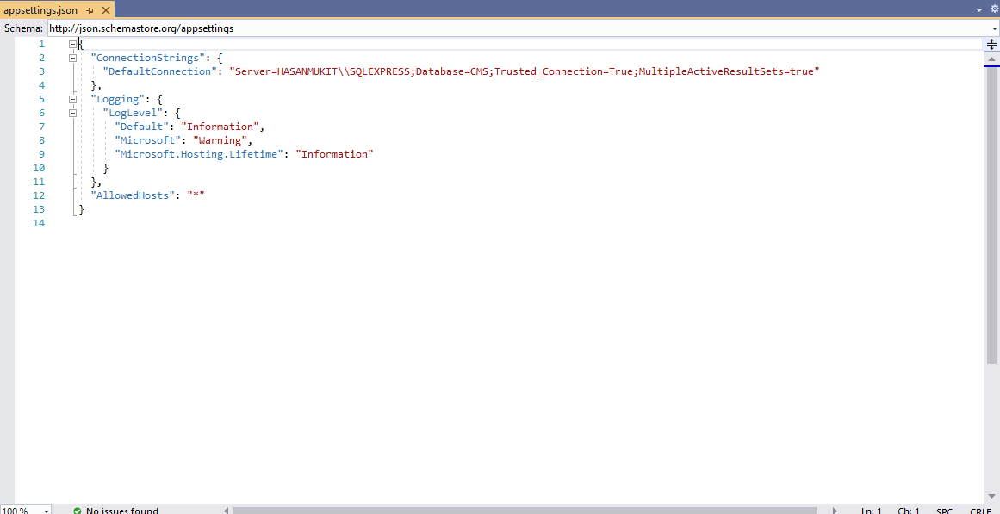 appsettings.json
Schema: http://json.schemastore.org/appsettings
1 {
2 "ConnectionStrings": {
3 "DefaultConnection": "Server=HASANMUKIT\\SQLEXPRESS;Database=CMS;Trusted_Connection=True;MultipleActiveResultSets=true"
4 },
5 "Logging": {
6 "LogLevel": {
7 "Default": "Information",
8 "Microsoft": "Warning",
9 "Microsoft.Hosting.Lifetime": "Information"
10 }
11 },
12 "AllowedHosts": "*"
13 }
14
100 % No issues found Ln: 1 Ch: 1 SPC CRLF